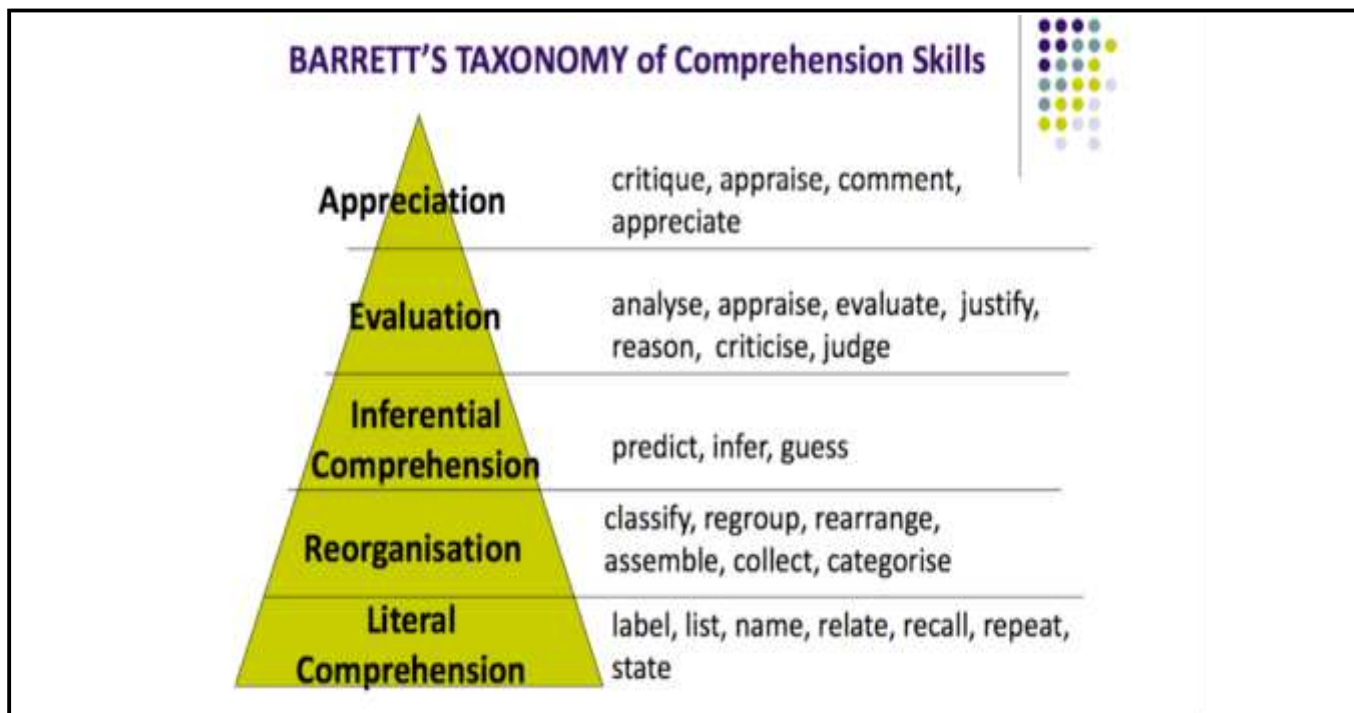 BARRETT'S TAXONOMY of Comprehension Skills
Appreciation
critique, appraise, comment,
appreciate
Evaluation
analyse, appraise, evaluate, justify,
reason, criticise, judge
Inferential
Comprehension
predict, infer, guess
Reorganisation
classify, regroup, rearrange,
assemble, collect, categorise
Literal
Comprehension
label, list, name, relate, recall, repeat,
state